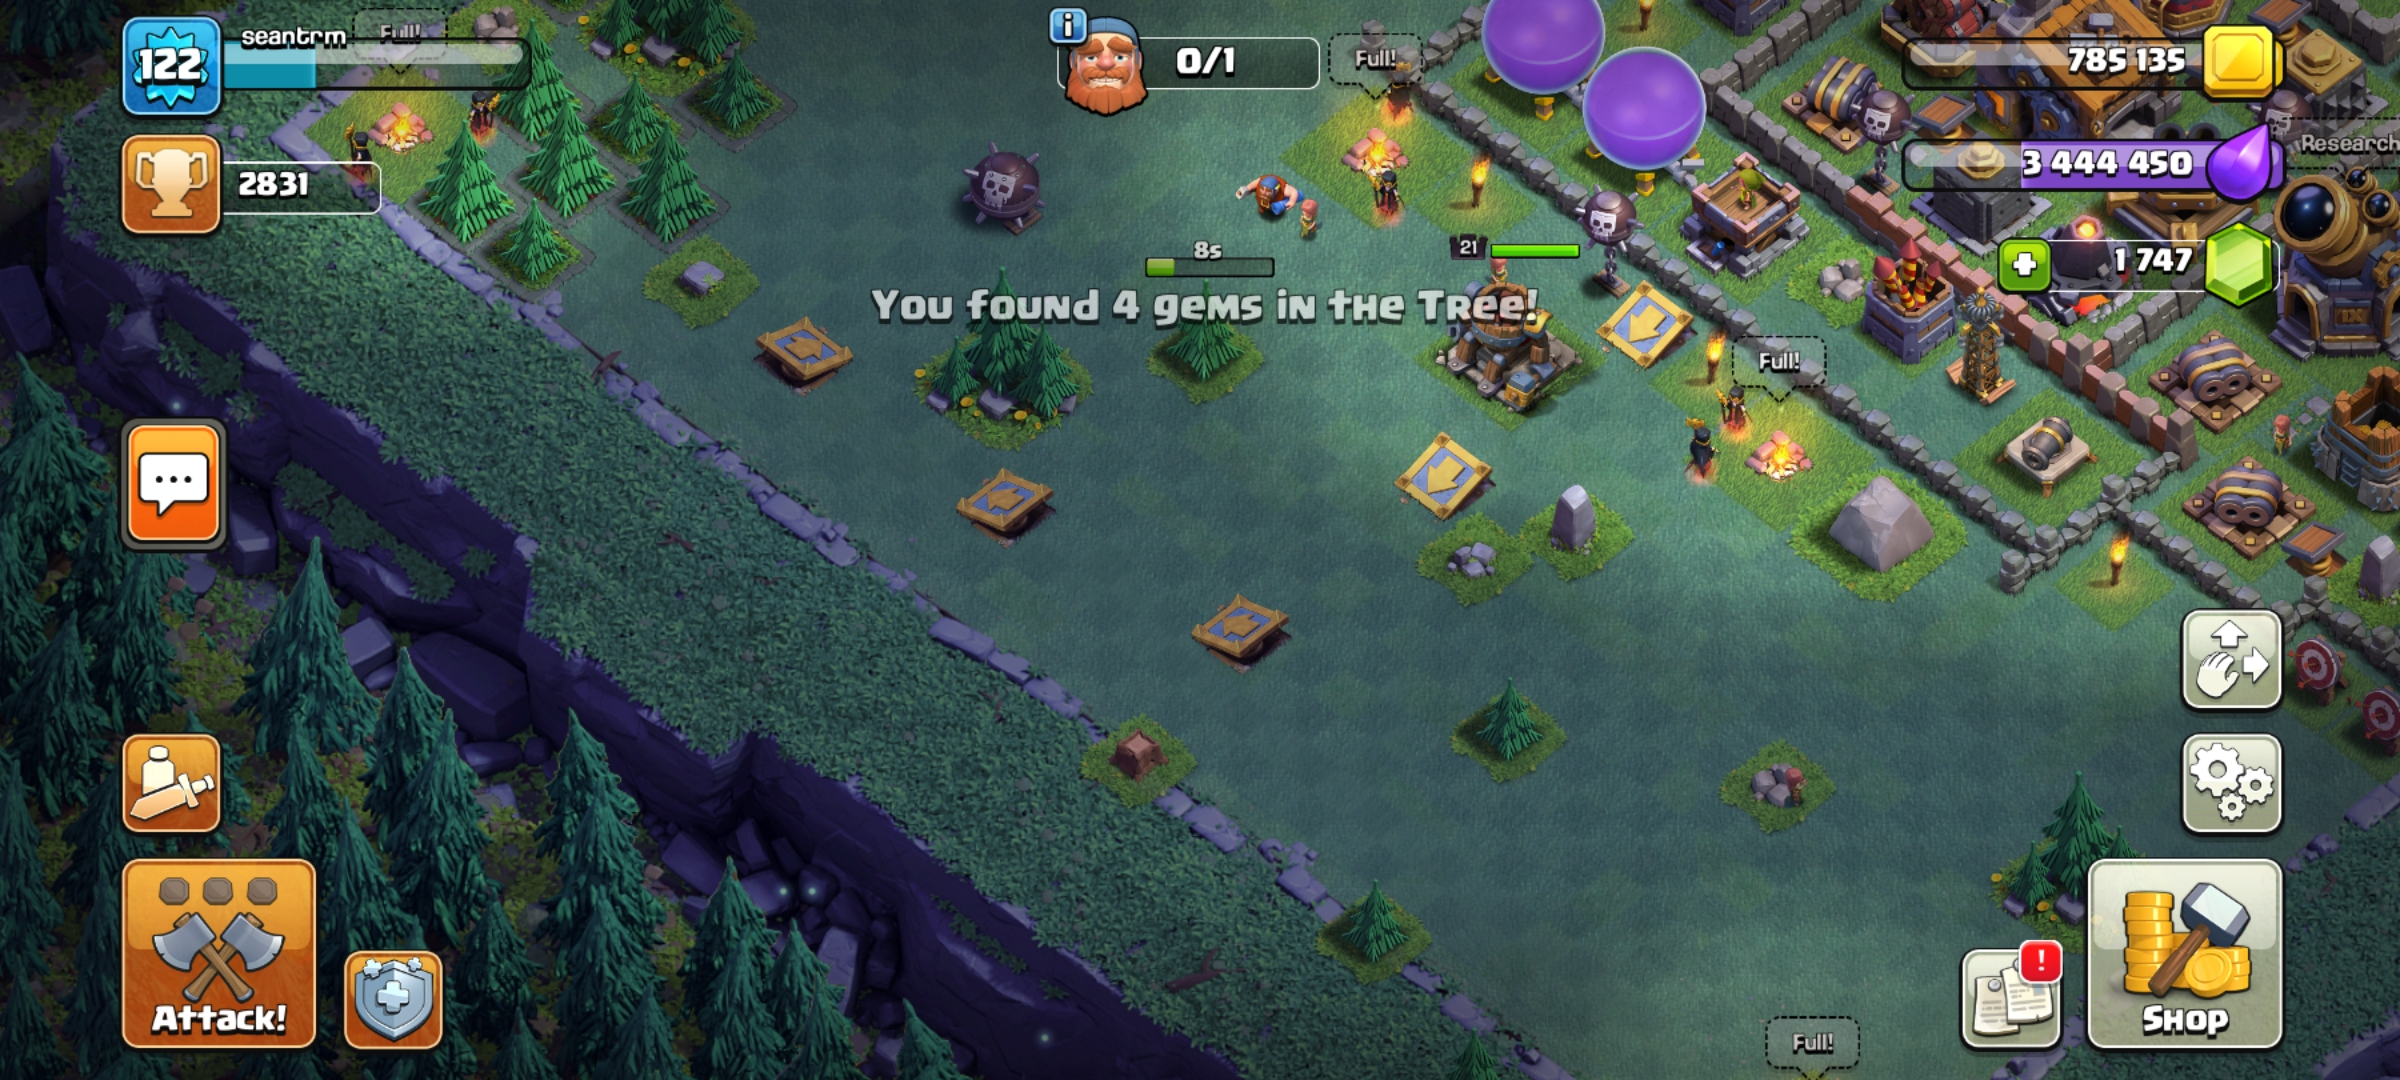 122
seantrm
Full!
i
0/1
Full!
785 135
3 444 450
Research
2831
1 747
8s
21
You found 4 gems in the Tree!
Full!
IX
Attack!
!
Shop
Full!